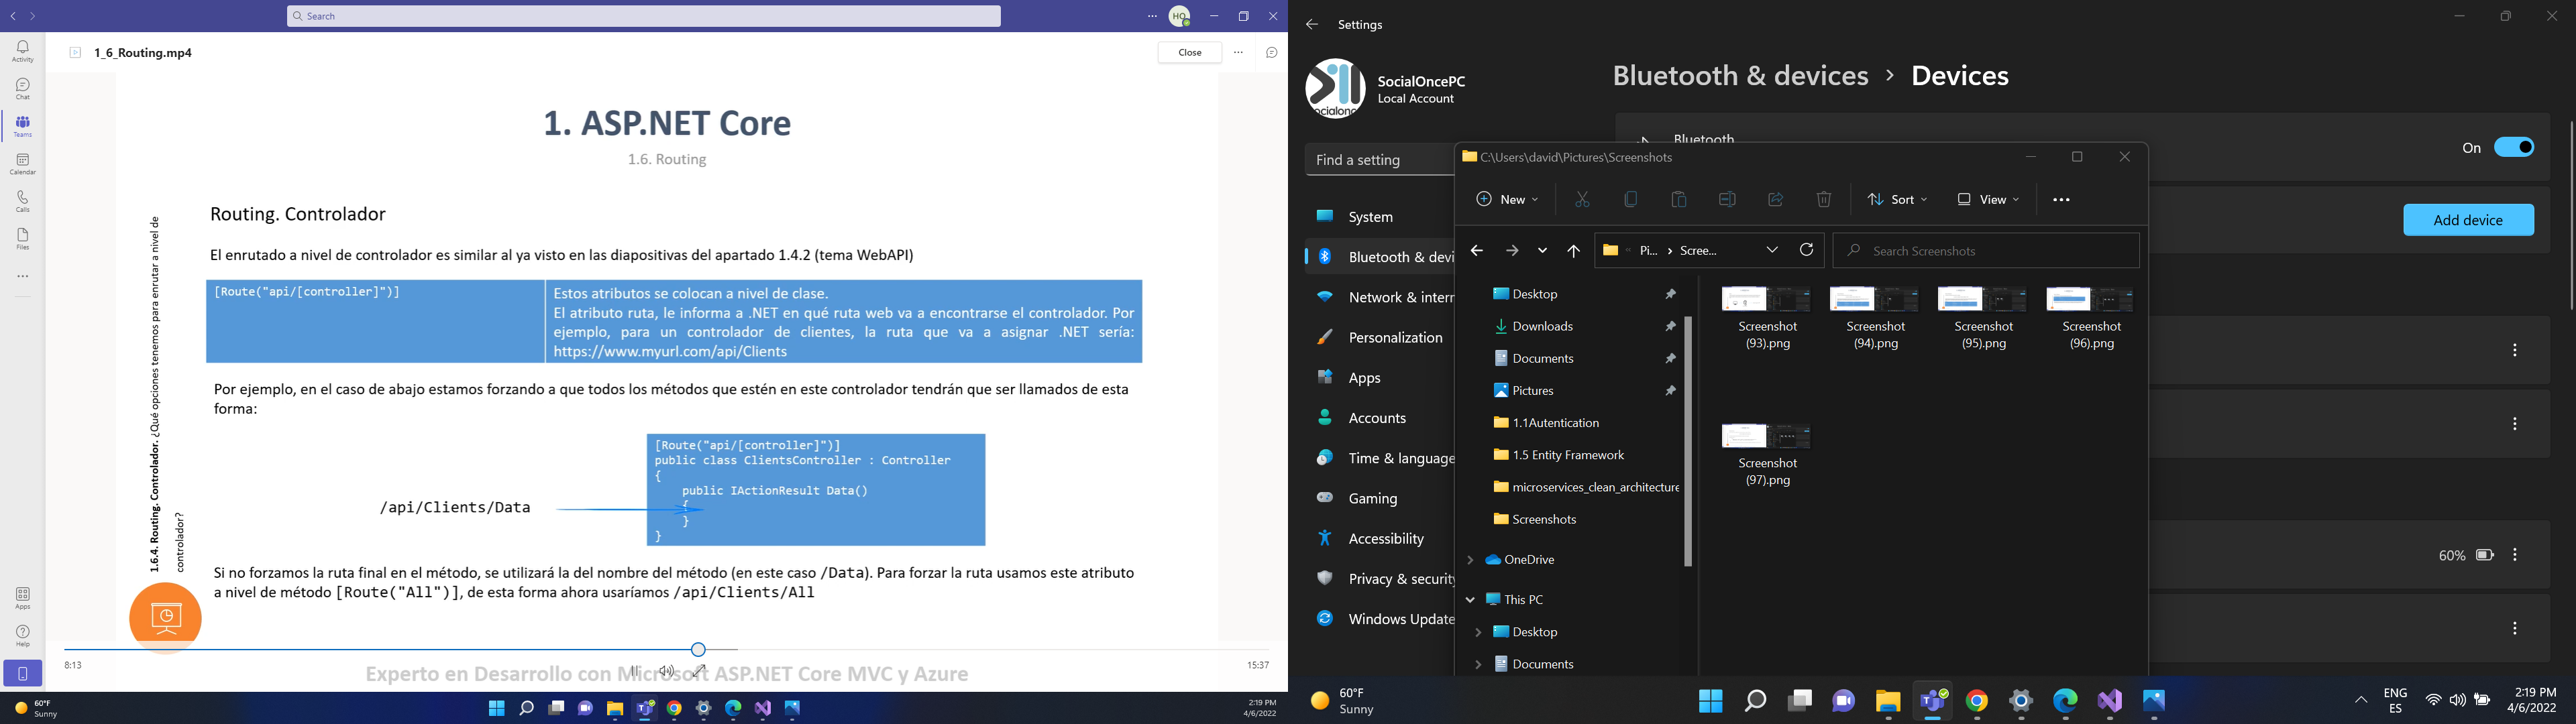 Search
HO
1_6_Routing.mp4
Close
Activity
Chat
Teams
Calendar
Calls
Files
Apps
Help
1. ASP.NET Core
1.6. Routing
1.6.4. Routing. Controlador. ¿Qué opciones tenemos para enrutar a nivel de
controlador?
Routing. Controlador
El enrutado a nivel de controlador es similar al ya visto en las diapositivas del apartado 1.4.2 (tema WebAPI)
[Route("api/[controller]")]
Estos atributos se colocan a nivel de clase.
El atributo ruta, le informa a .NET en qué ruta web va a encontrarse el controlador. Por
ejemplo, para un controlador de clientes, la ruta que va a asignar .NET sería:
https://www.myurl.com/api/Clients
Por ejemplo, en el caso de abajo estamos forzando a que todos los métodos que estén en este controlador tendrán que ser llamados de esta
forma:
/api/Clients/Data
[Route("api/[controller]")]
public class ClientsController : Controller
{
public IActionResult Data()
{
}
}
Si no forzamos la ruta final en el método, se utilizará la del nombre del método (en este caso /Data). Para forzar la ruta usamos este atributo
a nivel de método [Route("All")], de esta forma ahora usaríamos /api/Clients/All
8:13
15:37
Experto en Desarrollo con Microsoft ASP.NET Core MVC y Azure
60°F
Sunny
2:19 PM
4/6/2022
Settings
SocialOncePC
Local Account
Find a setting
System
Bluetooth & devi
Network & intern
Personalization
Apps
Accounts
Time & language
Gaming
Accessibility
Privacy & security
Windows Update
Bluetooth & devices > Devices
Bluetooth
On
Add device
60%
C:\Users\david\Pictures\Screenshots
New
Sort
View
Pi... > Scree...
Search Screenshots
Desktop
Downloads
Documents
Pictures
1.1Autentication
1.5 Entity Framework
microservices_clean_architecture
Screenshots
OneDrive
This PC
Desktop
Documents
Screenshot
(93).png
Screenshot
(94).png
Screenshot
(95).png
Screenshot
(96).png
Screenshot
(97).png
60°F
Sunny
ENG
ES
2:19 PM
4/6/2022